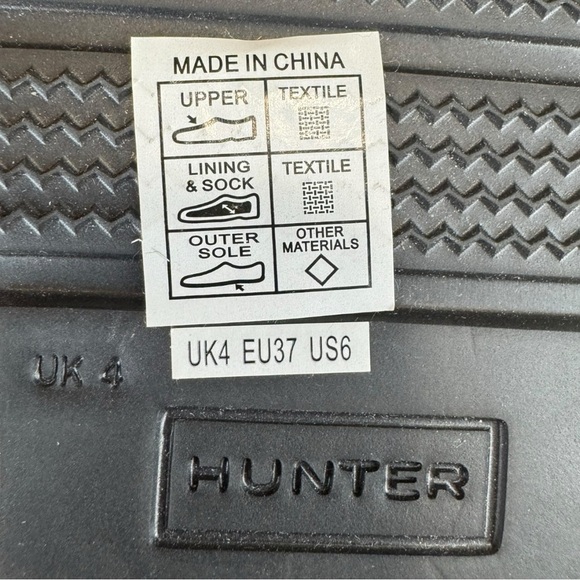 MADE IN CHINA
UPPER TEXTILE
LINING
& SOCK TEXTILE
OUTER
SOLE
OTHER
MATERIALS
UK4 EU37 US6
UK 4
HUNTER